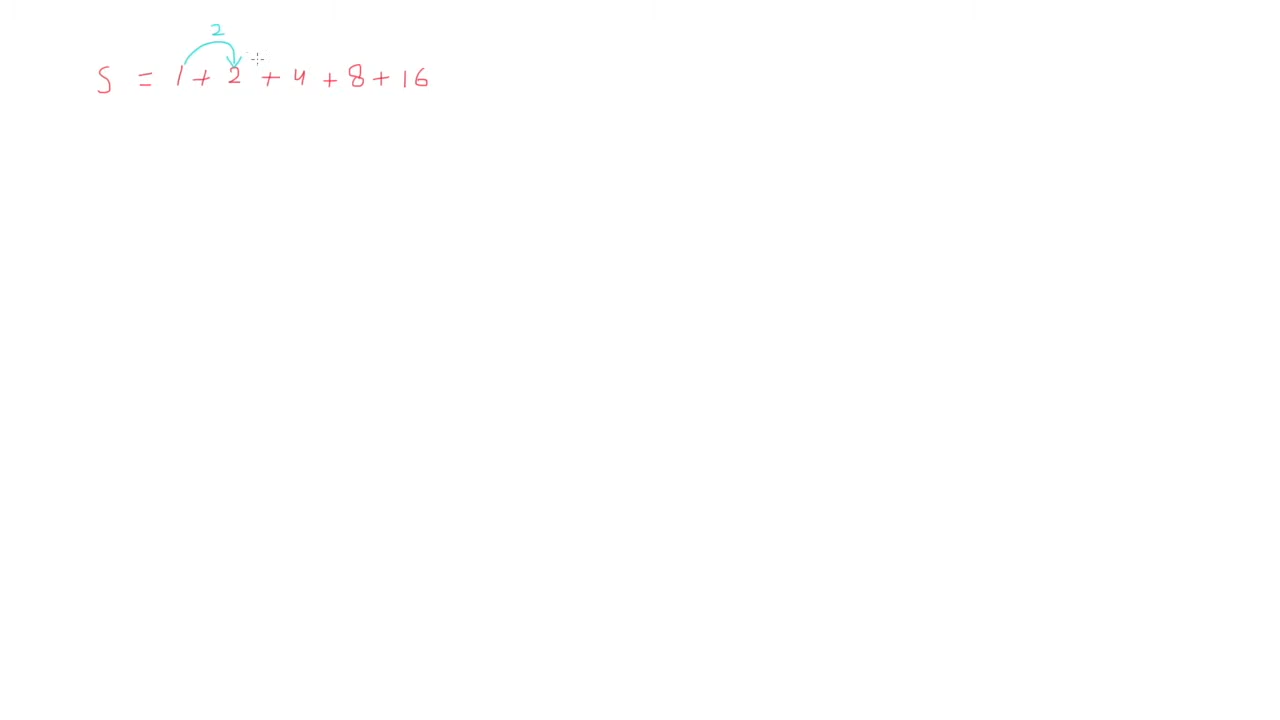 2
S = 1 + 2 + 4 + 8 + 16